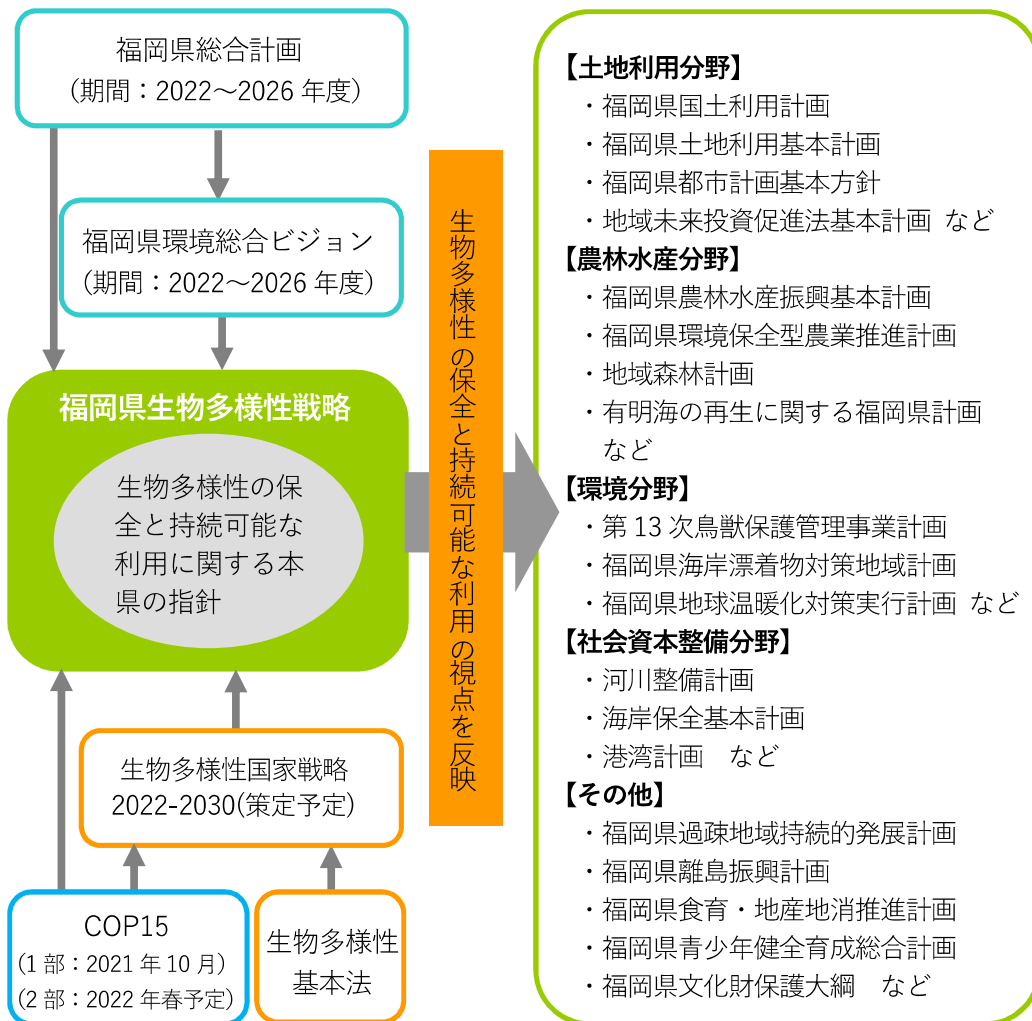 福岡県総合計画
(期間：2022～2026 年度)
福岡県環境総合ビジョン
(期間：2022～2026 年度)
福岡県生物多様性戦略
生物多様性の保
全と持続可能な
利用に関する本
県の指針
生物多様性国家戦略
2022-2030(策定予定)
COP15
(1 部：2021 年 10 月)
(2 部：2022 年春予定)
生物多様性
基本法
生物多様性の保全と持続可能な利用の視点を反映
【土地利用分野】
・福岡県国土利用計画
・福岡県土地利用基本計画
・福岡県都市計画基本方針
・地域未来投資促進法基本計画 など
【農林水産分野】
・福岡県農林水産振興基本計画
・福岡県環境保全型農業推進計画
・地域森林計画
・有明海の再生に関する福岡県計画
など
【環境分野】
・第 13 次鳥獣保護管理事業計画
・福岡県海岸漂着物対策地域計画
・福岡県地球温暖化対策実行計画 など
【社会資本整備分野】
・河川整備計画
・海岸保全基本計画
・港湾計画　など
【その他】
・福岡県過疎地域持続的発展計画
・福岡県離島振興計画
・福岡県食育・地産地消推進計画
・福岡県青少年健全育成総合計画
・福岡県文化財保護大綱　など